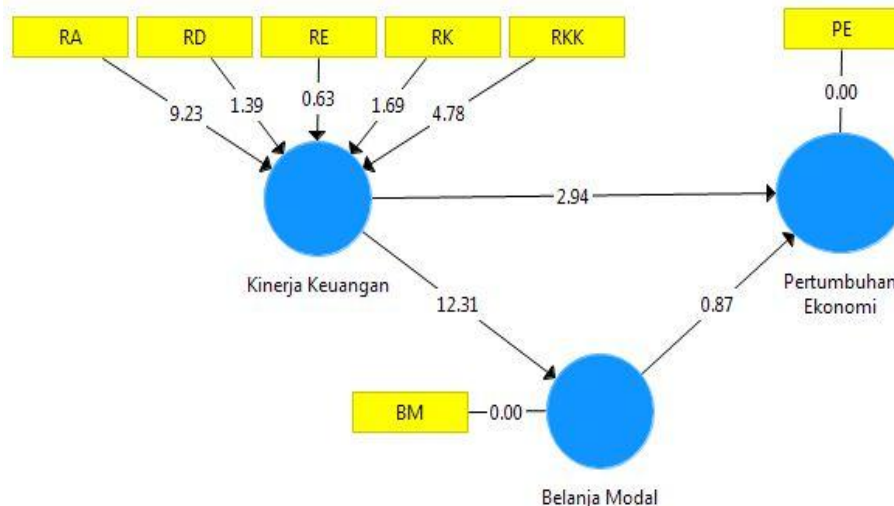 RA
RD
RE
RK
RKK
PE
9.23
1.39
0.63
1.69
4.78
0.00
2.94
Kinerja Keuangan
Pertumbuhan
Ekonomi
12.31
0.87
BM
0.00
Belanja Modal